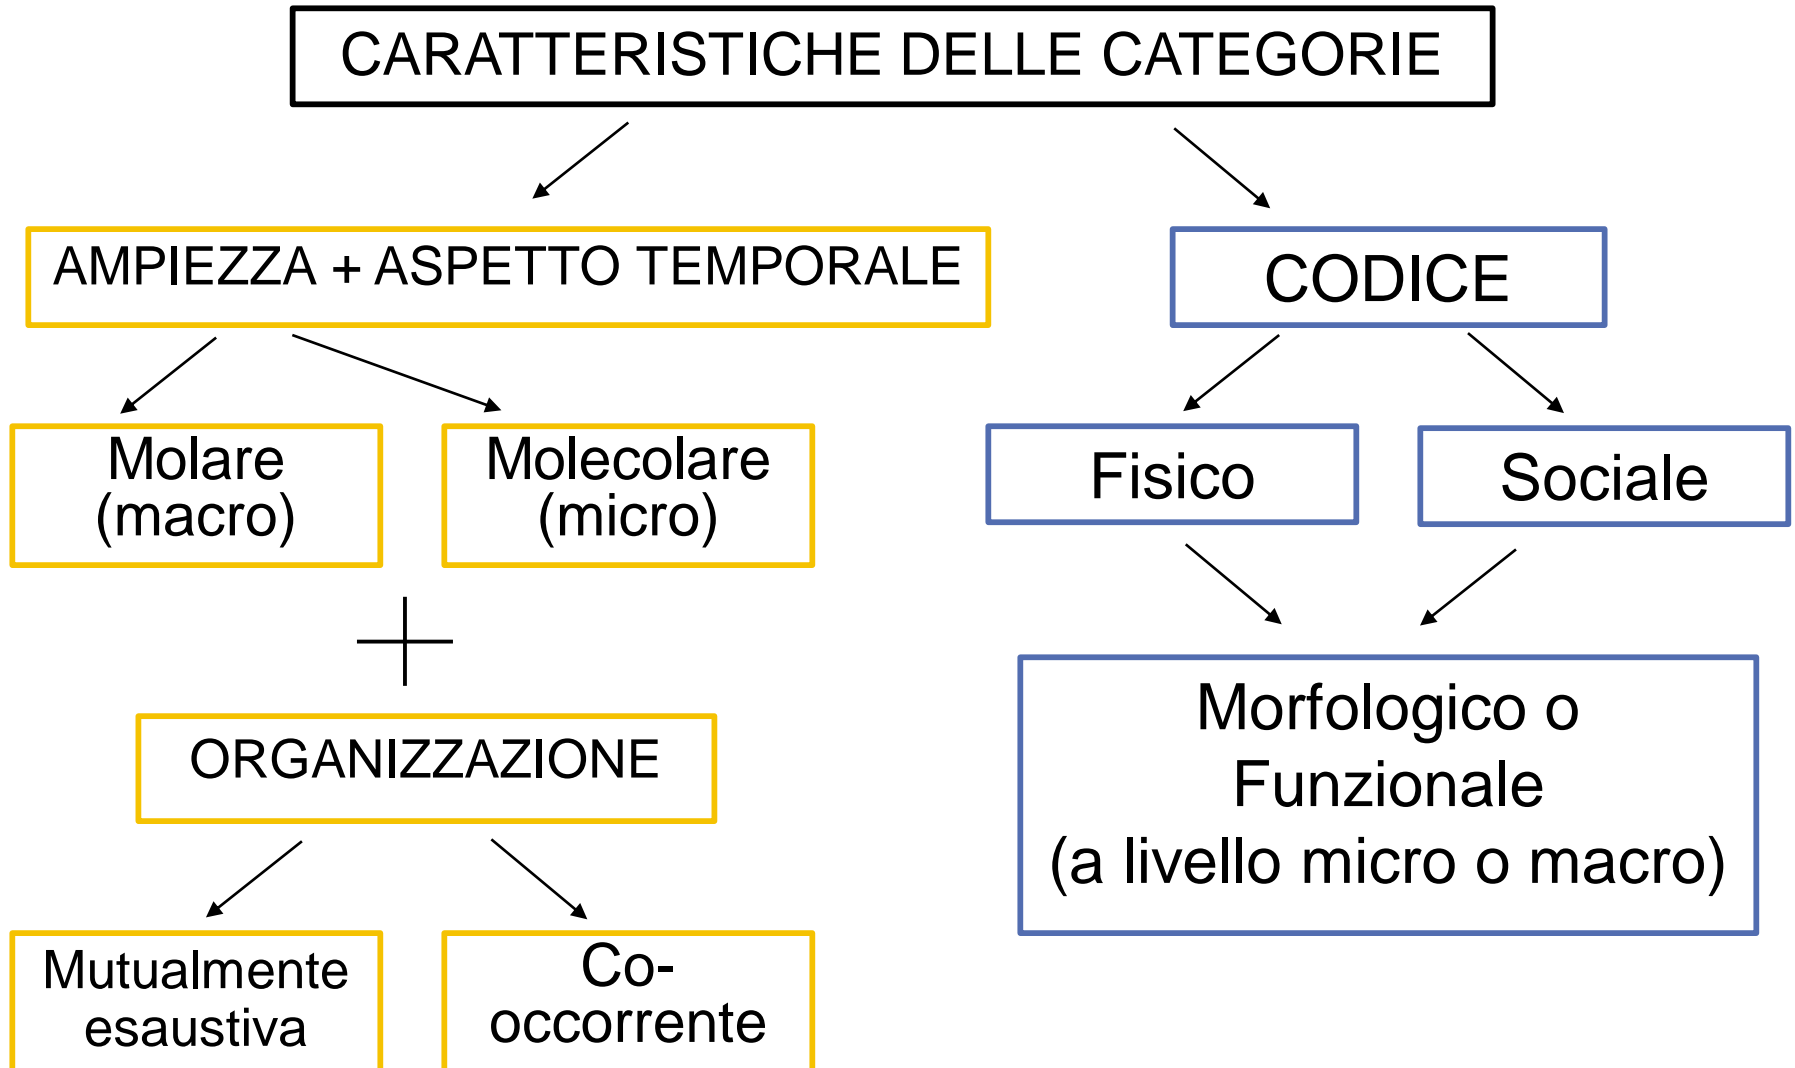 CARATTERISTICHE DELLE CATEGORIE
AMPIEZZA + ASPETTO TEMPORALE
CODICE
Molare
(macro)
Molecolare
(micro)
Fisico
Sociale
ORGANIZZAZIONE
Morfologico o
Funzionale
(a livello micro o macro)
Mutualmente
esaustiva
Co-
occorrente